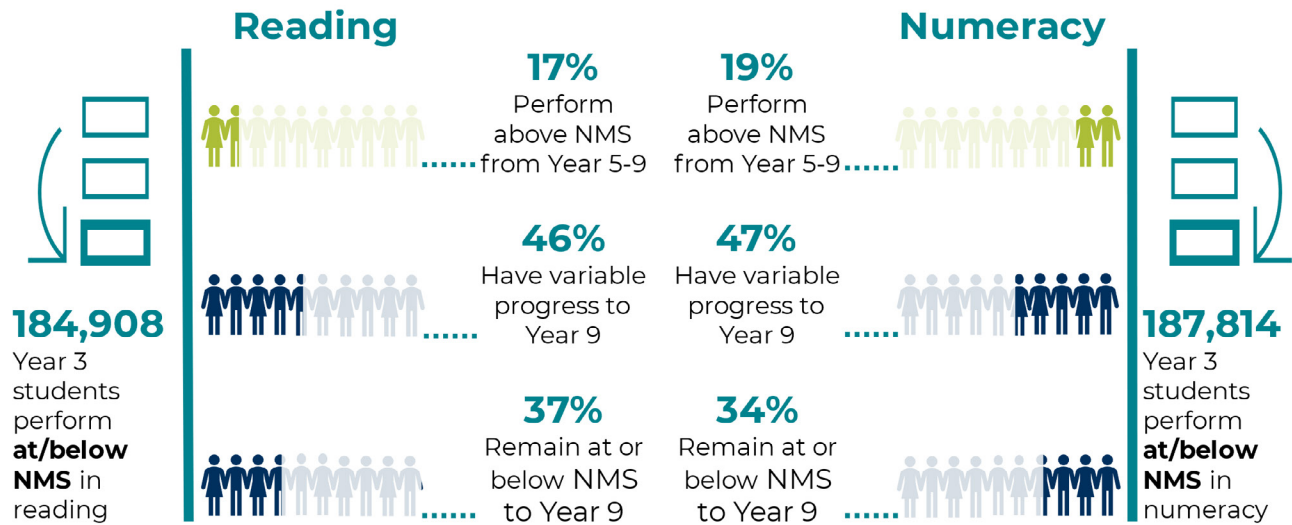 Reading
Numeracy
184,908
Year 3
students
perform
at/below
NMS in
reading
17%
Perform
above NMS
from Year 5-9
46%
Have variable
progress to
Year 9
37%
Remain at or
below NMS
to Year 9
19%
Perform
above NMS
from Year 5-9
47%
Have variable
progress to
Year 9
34%
Remain at or
below NMS
to Year 9
187,814
Year 3
students
perform
at/below
NMS in
numeracy